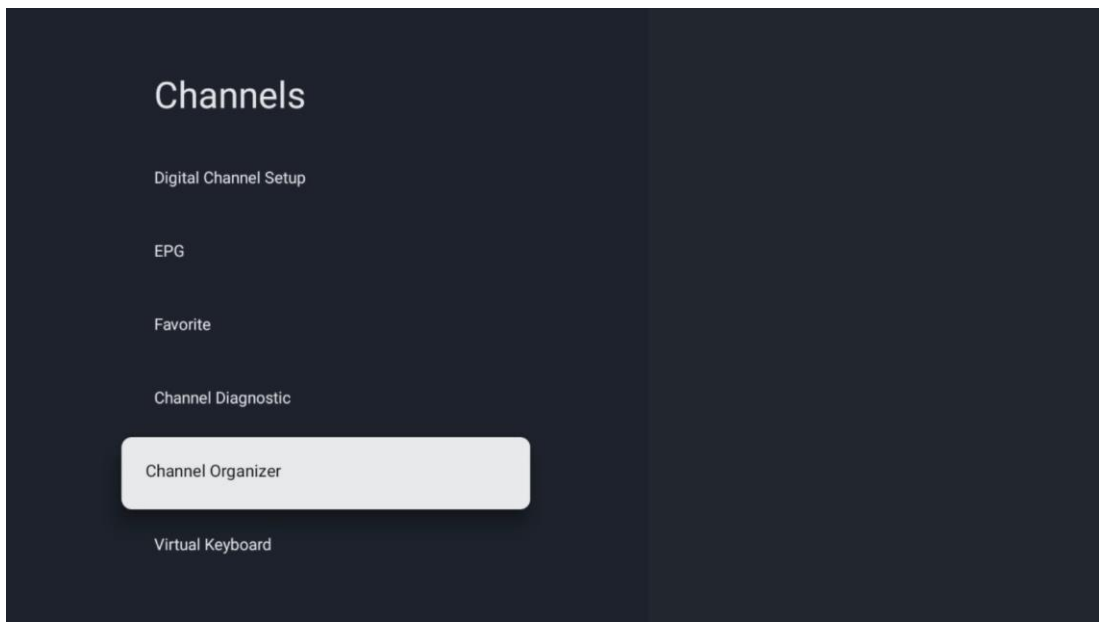 Channels
Digital Channel Setup
EPG
Favorite
Channel Diagnostic
Channel Organizer
Virtual Keyboard